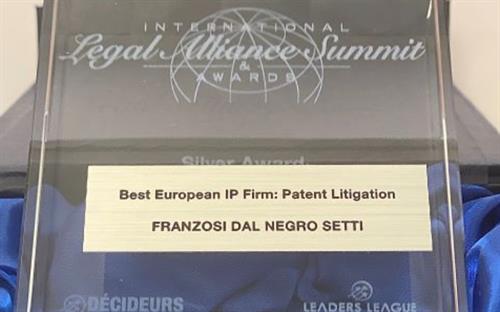 INTERNATIONAL
Legal Alliance Summit
&
AWARDS
Silver Award
Best European IP Firm: Patent Litigation
FRANZOSI DAL NEGRO SETTI
DÉCIDEURS
LEADERS LEAGUE